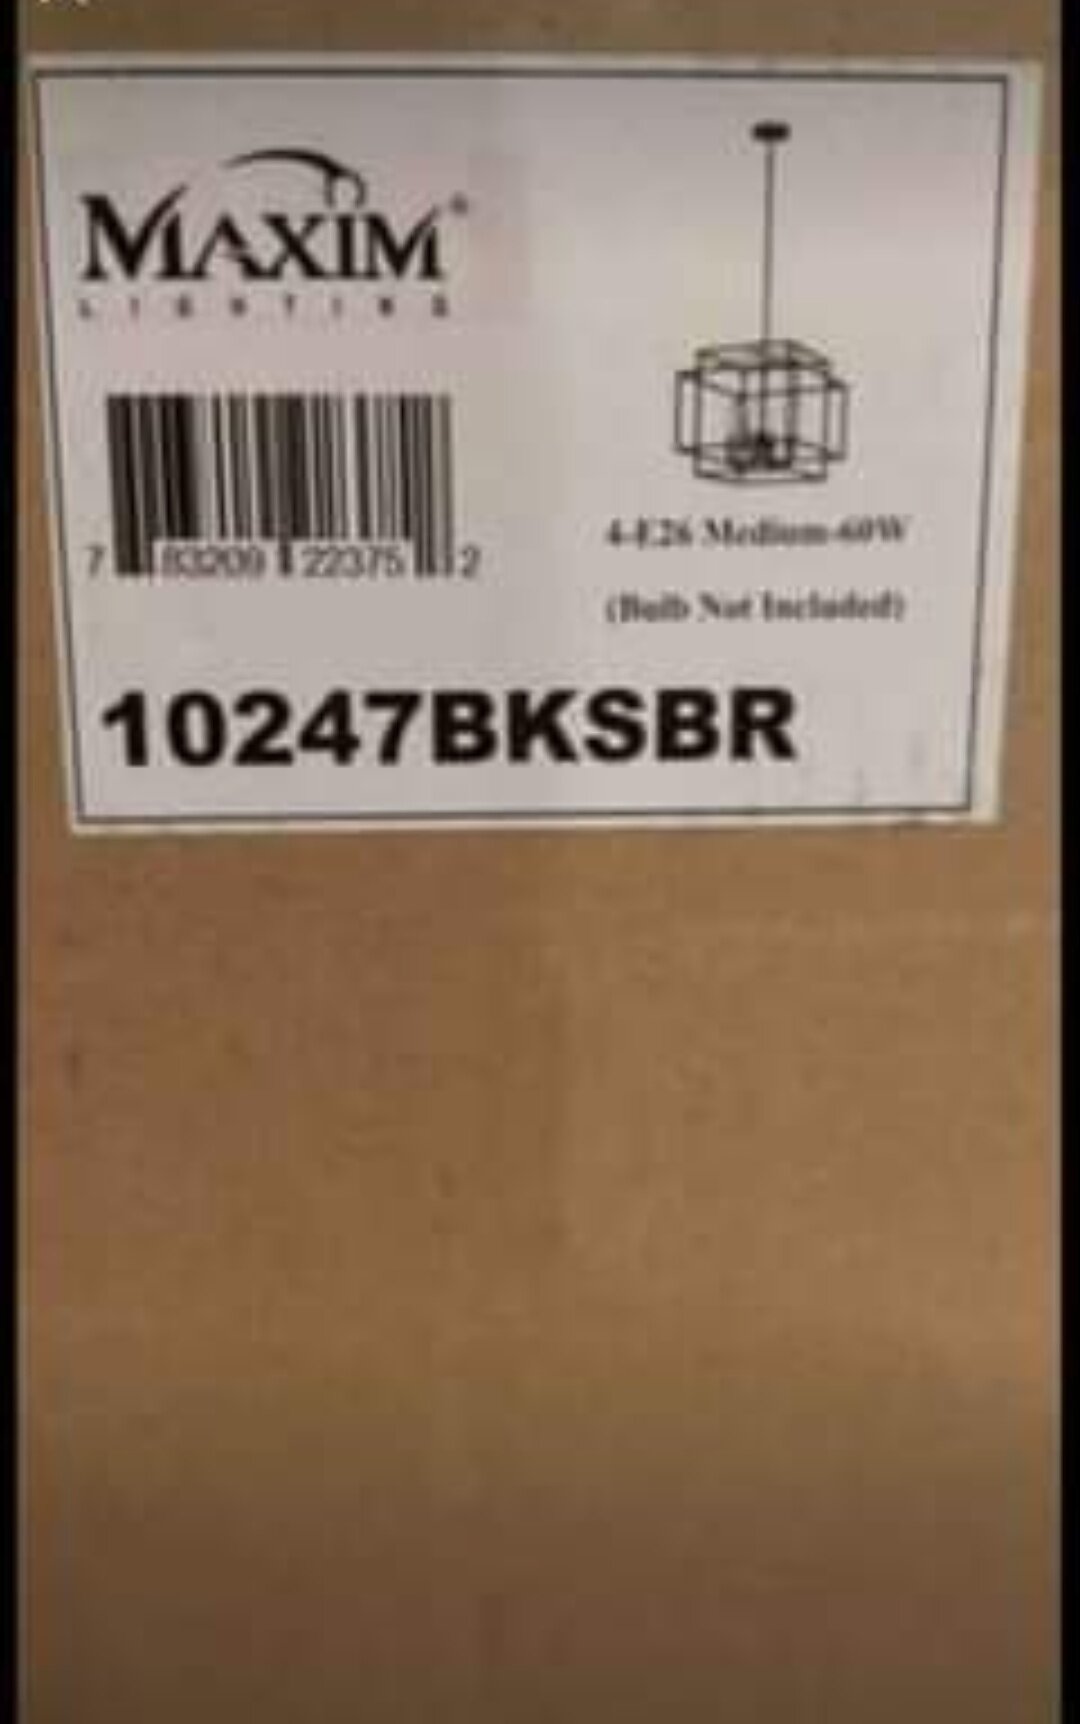 MAXIM®
LIGHTING
7 83209 22375 2
4-E26 Medium-60W
(Bulb Not Included)
10247BKSBR